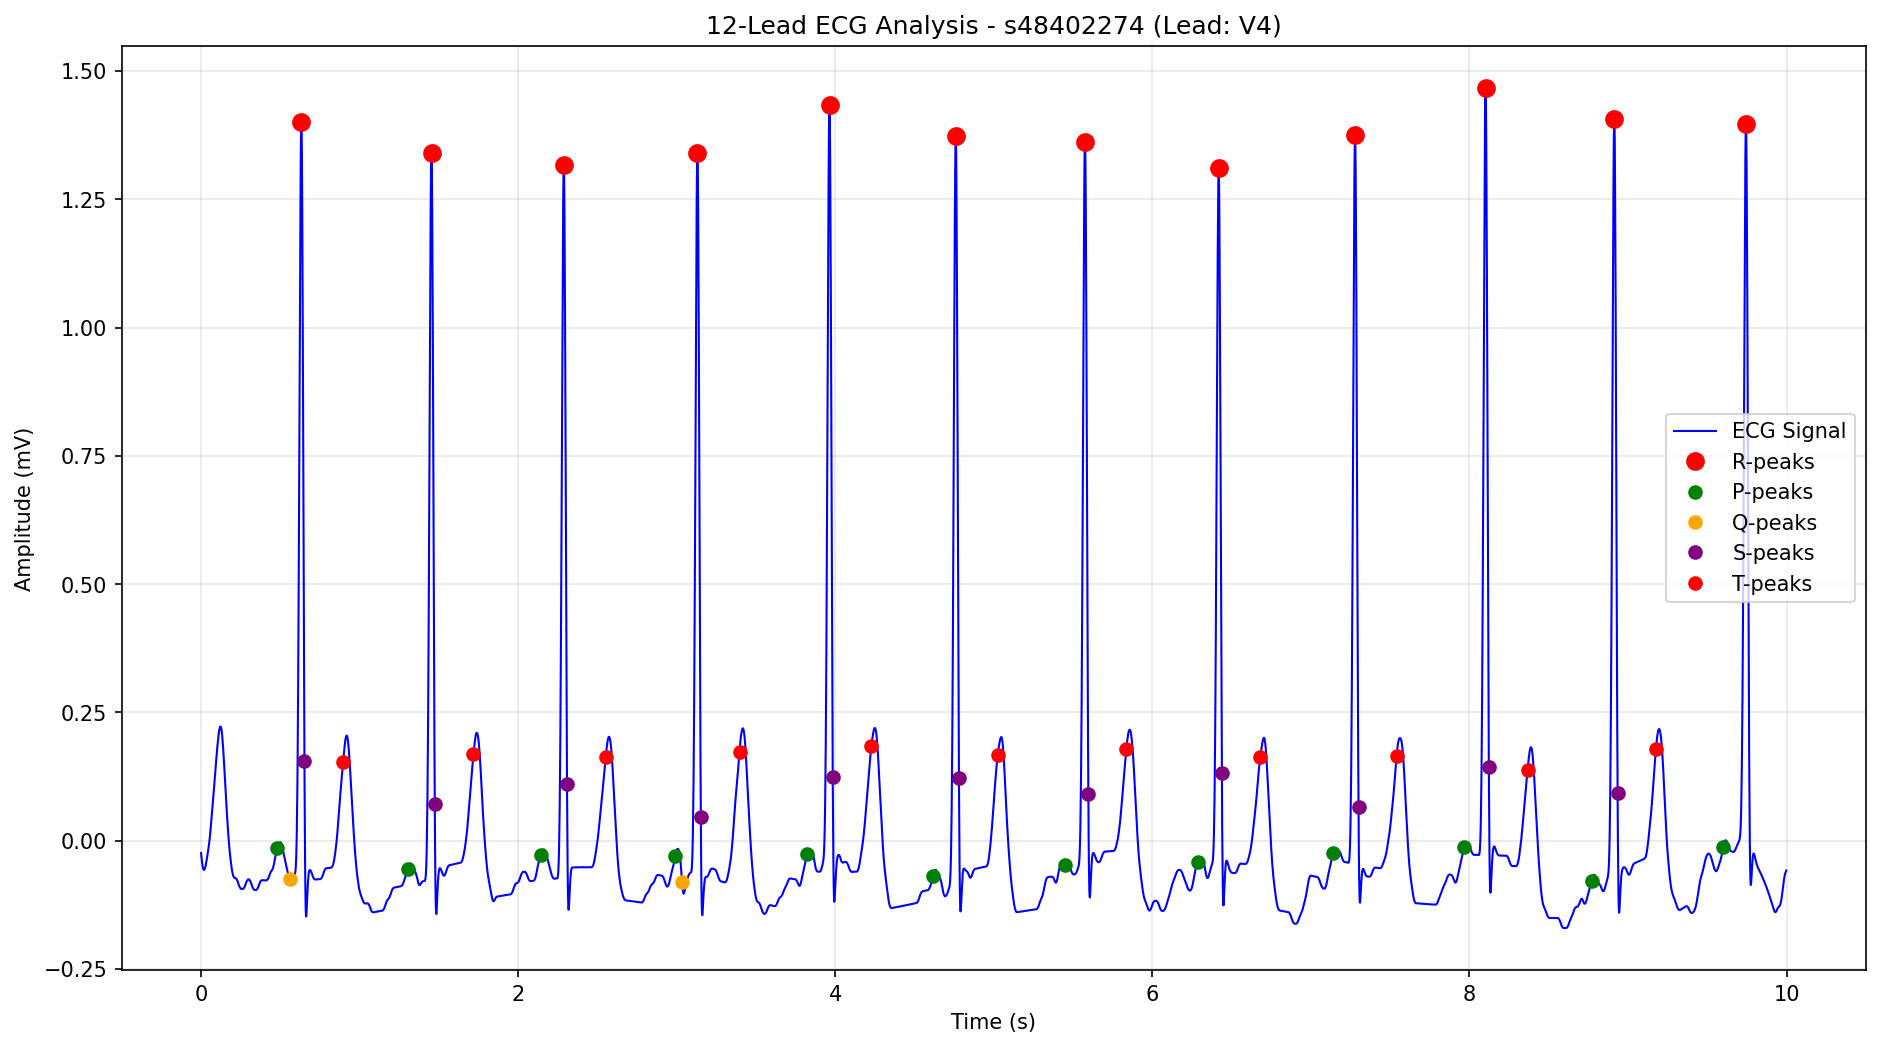 12-Lead ECG Analysis - s48402274 (Lead: V4)
Amplitude (mV)
1.50
1.25
1.00
0.75
0.50
0.25
0.00
−0.25
ECG Signal
R-peaks
P-peaks
Q-peaks
S-peaks
T-peaks
0 2 4 6 8 10
Time (s)